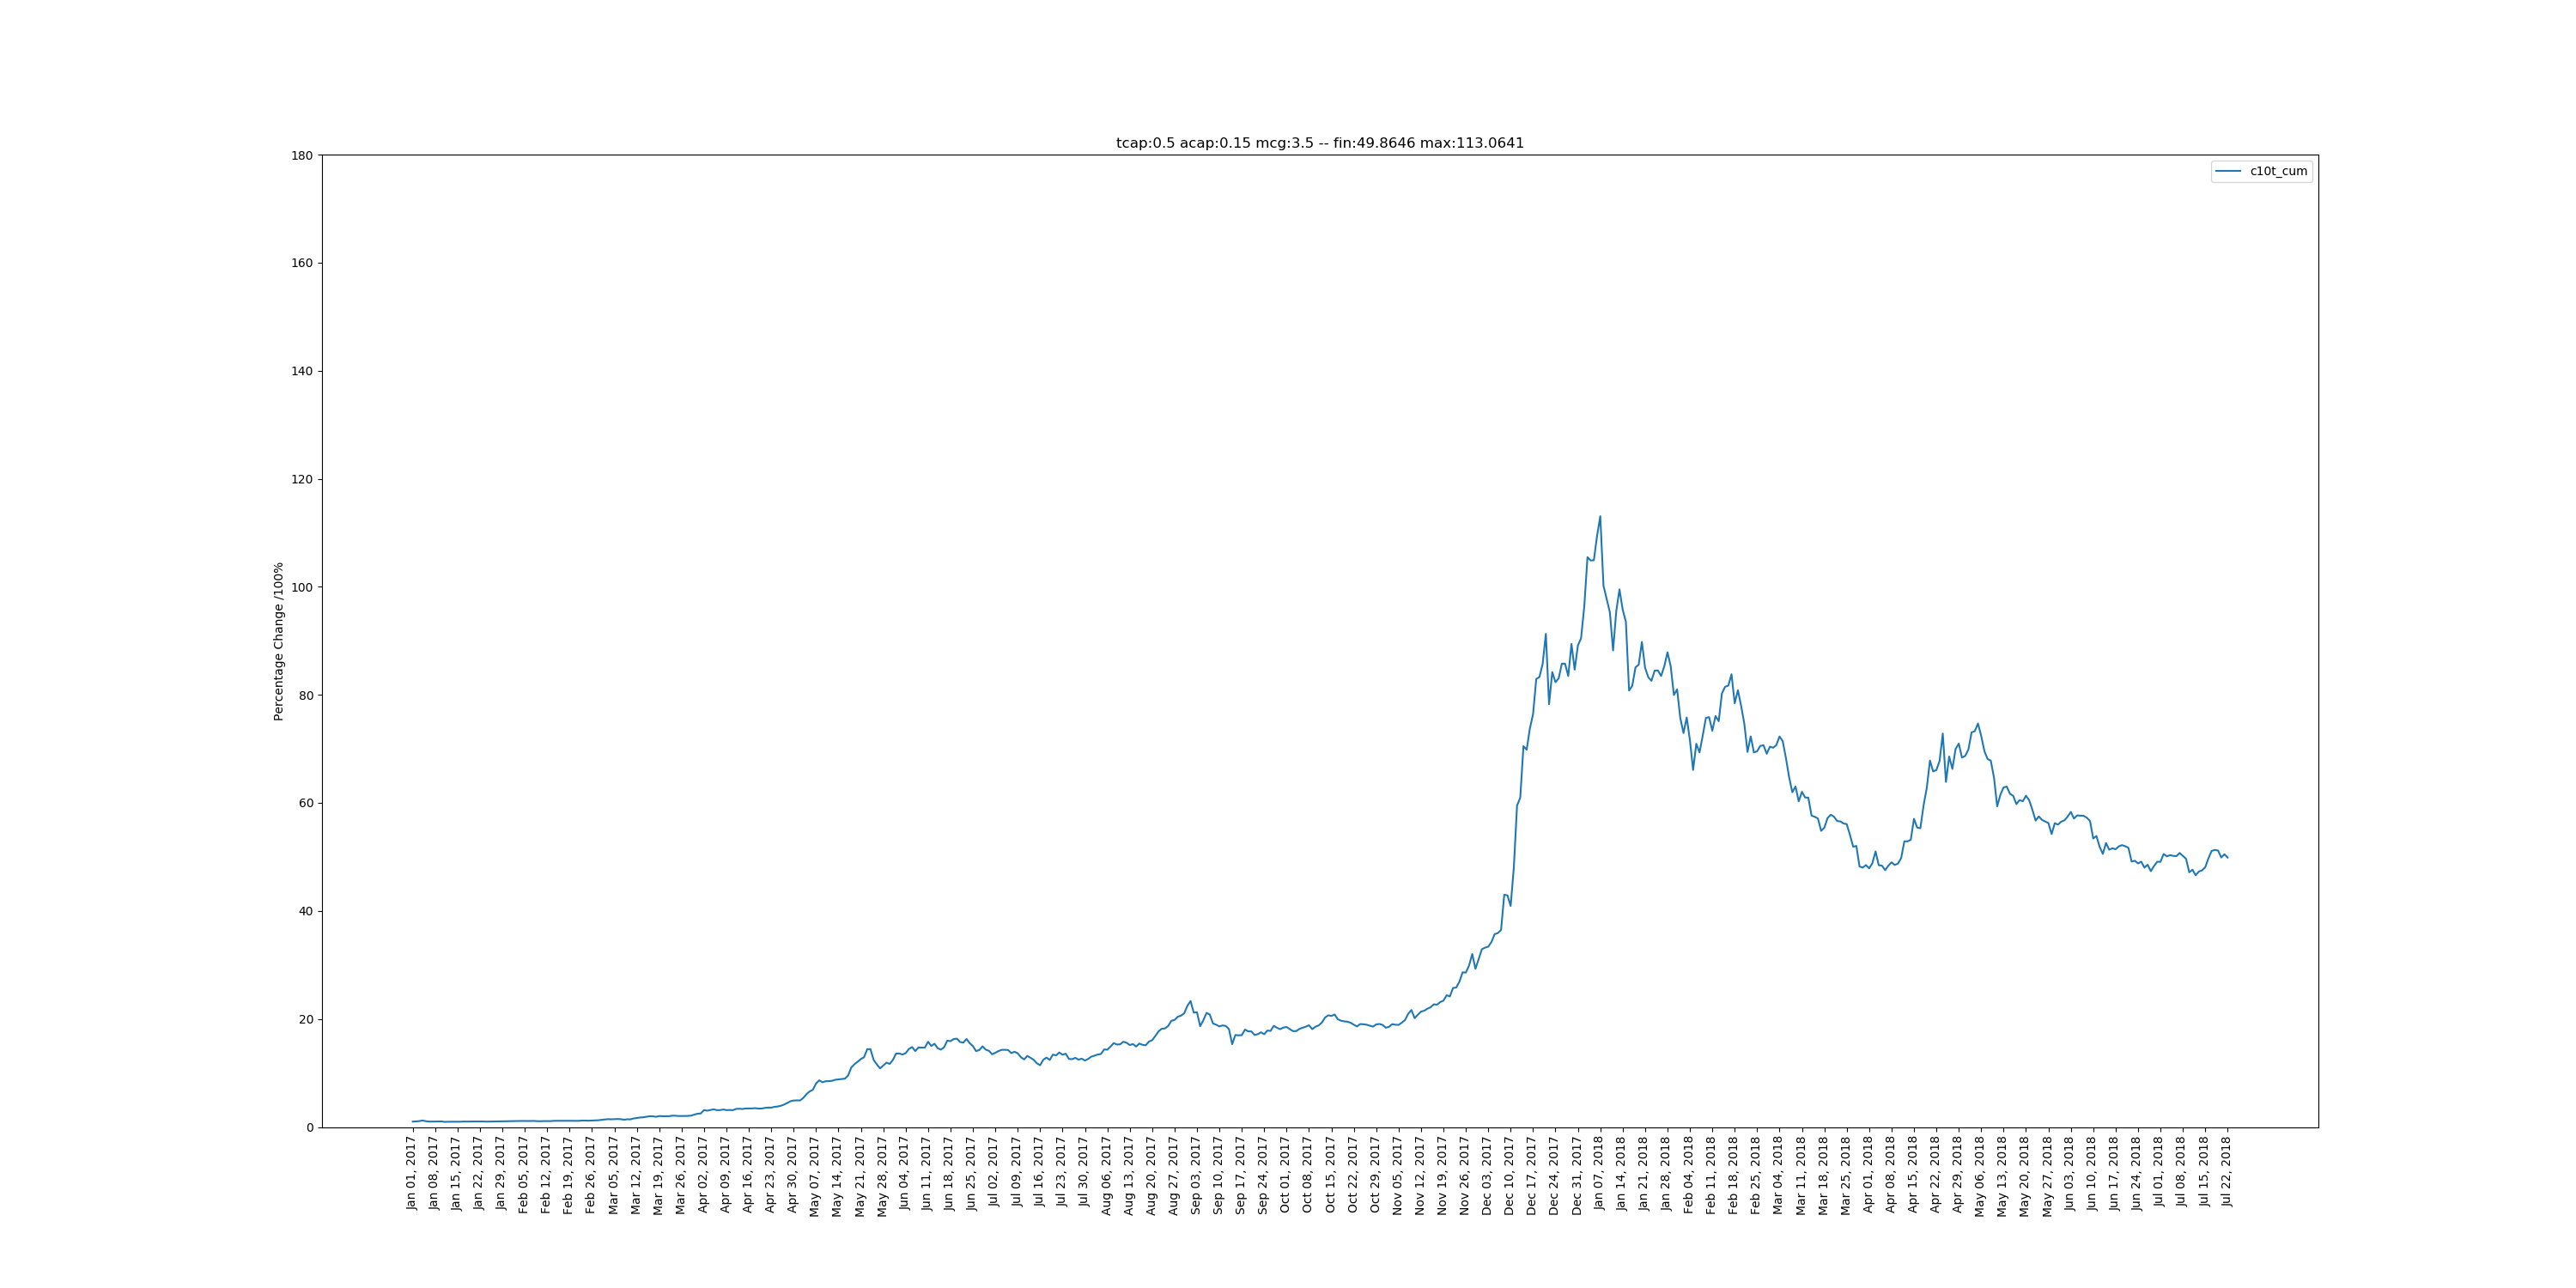 tcap:0.5 acap:0.15 mcg:3.5 -- fin:49.8646 max:113.0641
c10t_cum
Percentage Change /100%
180
160
140
120
100
80
60
40
20
0
Jan 01, 2017
Jan 08, 2017
Jan 15, 2017
Jan 22, 2017
Jan 29, 2017
Feb 05, 2017
Feb 12, 2017
Feb 19, 2017
Feb 26, 2017
Mar 05, 2017
Mar 12, 2017
Mar 19, 2017
Mar 26, 2017
Apr 02, 2017
Apr 09, 2017
Apr 16, 2017
Apr 23, 2017
Apr 30, 2017
May 07, 2017
May 14, 2017
May 21, 2017
May 28, 2017
Jun 04, 2017
Jun 11, 2017
Jun 18, 2017
Jun 25, 2017
Jul 02, 2017
Jul 09, 2017
Jul 16, 2017
Jul 23, 2017
Jul 30, 2017
Aug 06, 2017
Aug 13, 2017
Aug 20, 2017
Aug 27, 2017
Sep 03, 2017
Sep 10, 2017
Sep 17, 2017
Sep 24, 2017
Oct 01, 2017
Oct 08, 2017
Oct 15, 2017
Oct 22, 2017
Oct 29, 2017
Nov 05, 2017
Nov 12, 2017
Nov 19, 2017
Nov 26, 2017
Dec 03, 2017
Dec 10, 2017
Dec 17, 2017
Dec 24, 2017
Dec 31, 2017
Jan 07, 2018
Jan 14, 2018
Jan 21, 2018
Jan 28, 2018
Feb 04, 2018
Feb 11, 2018
Feb 18, 2018
Feb 25, 2018
Mar 04, 2018
Mar 11, 2018
Mar 18, 2018
Mar 25, 2018
Apr 01, 2018
Apr 08, 2018
Apr 15, 2018
Apr 22, 2018
Apr 29, 2018
May 06, 2018
May 13, 2018
May 20, 2018
May 27, 2018
Jun 03, 2018
Jun 10, 2018
Jun 17, 2018
Jun 24, 2018
Jul 01, 2018
Jul 08, 2018
Jul 15, 2018
Jul 22, 2018